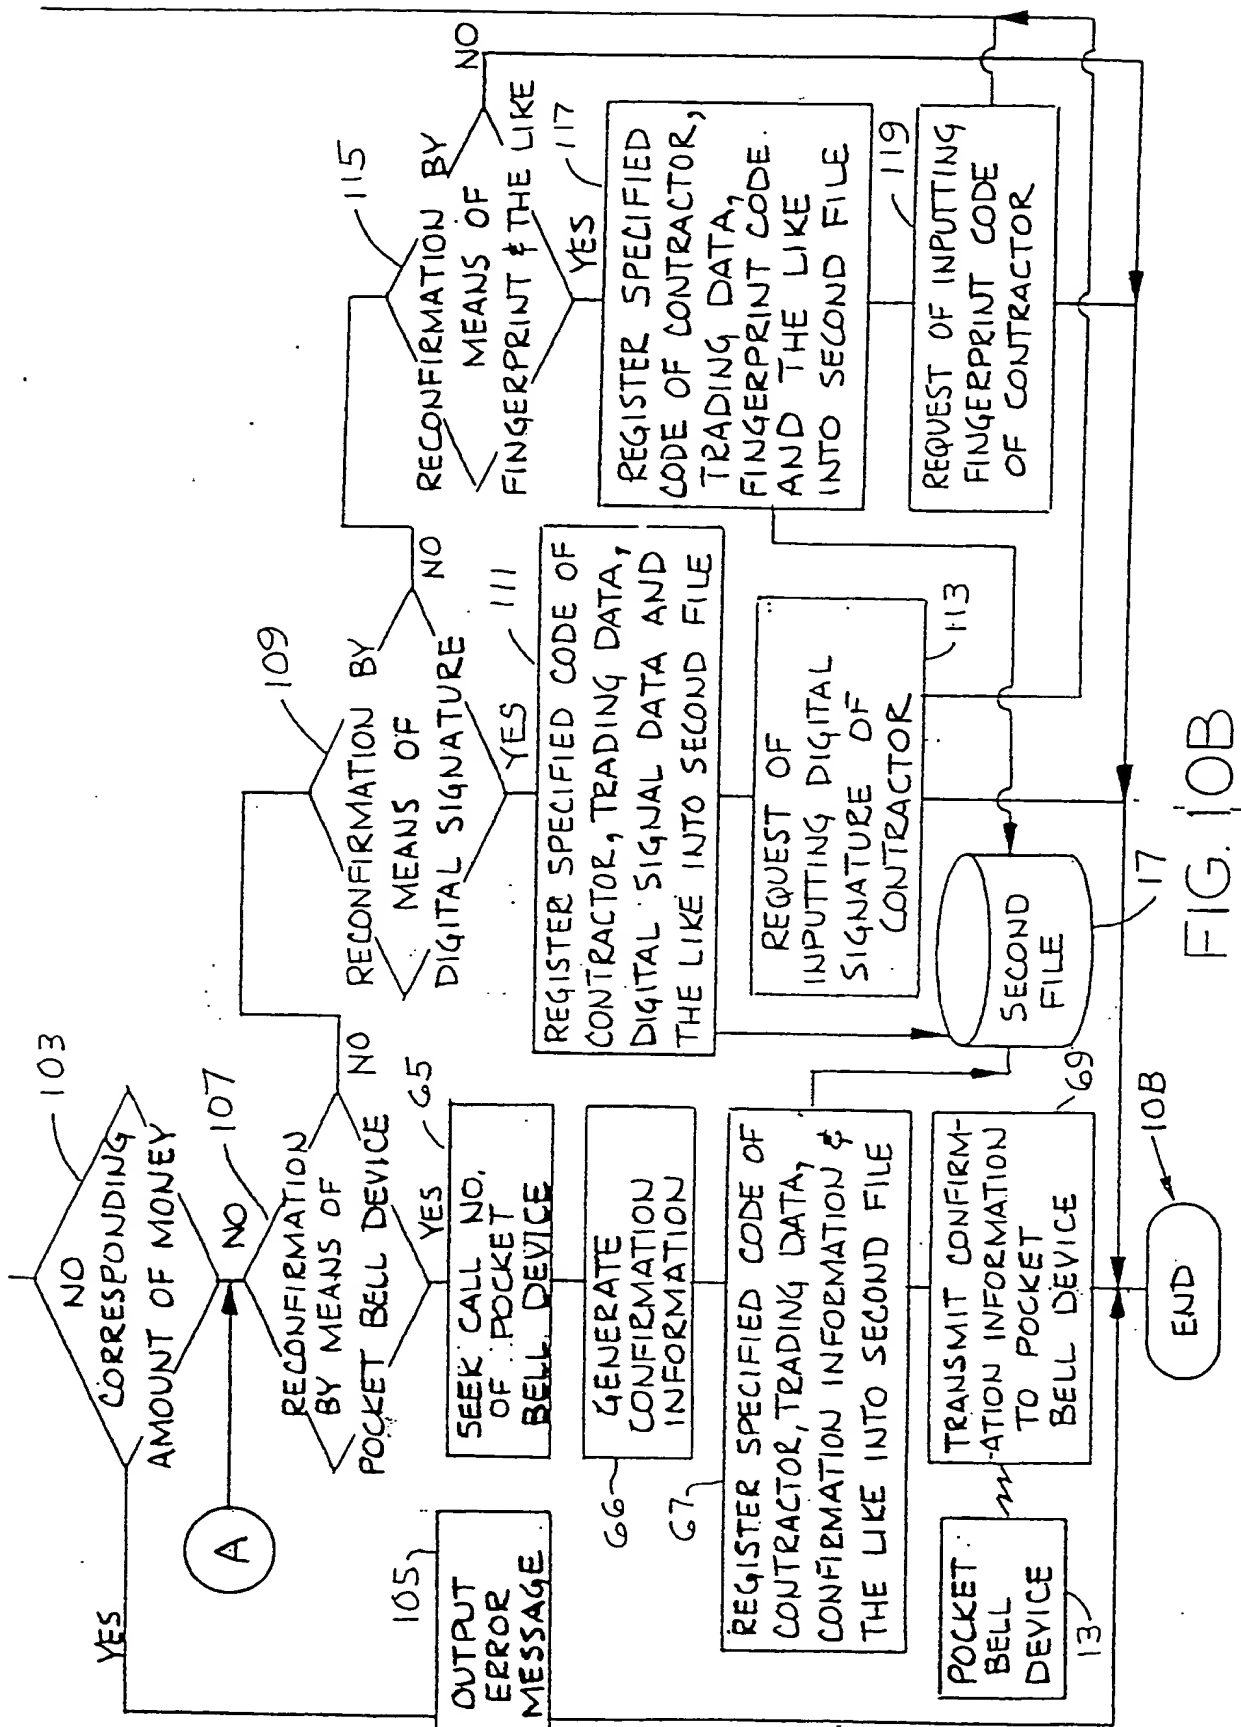 103
NO
CORRESPONDING
AMOUNT OF MONEY
YES
NO
A
105
OUTPUT
ERROR
MESSAGE
107
RECONFIRMATION
BY MEANS OF
POCKET BELL DEVICE
NO
YES
65
SEEK CALL NO.
OF POCKET
BELL DEVICE
66
GENERATE
CONFIRMATION
INFORMATION
67
REGISTER SPECIFIED CODE OF
CONTRACTOR, TRADING DATA,
CONFIRMATION INFORMATION &
THE LIKE INTO SECOND FILE
69
TRANSMIT CONFIRM-
-ATION INFORMATION
TO POCKET
BELL DEVICE
POCKET
BELL
DEVICE
13
10B
END
109
RECONFIRMATION BY
MEANS OF
DIGITAL SIGNATURE
NO
YES
111
REGISTER SPECIFIED CODE OF
CONTRACTOR, TRADING DATA,
DIGITAL SIGNAL DATA AND
THE LIKE INTO SECOND FILE
REQUEST OF
INPUTTING DIGITAL
SIGNATURE OF
CONTRACTOR
113
SECOND
FILE
17
115
RECONFIRMATION BY
MEANS OF
FINGERPRINT & THE LIKE
NO
YES
117
REGISTER SPECIFIED
CODE OF CONTRACTOR,
TRADING DATA,
FINGERPRINT CODE.
AND THE LIKE
INTO SECOND FILE
119
REQUEST OF INPUTTING
FINGERPRINT CODE
OF CONTRACTOR
FIG. 10B